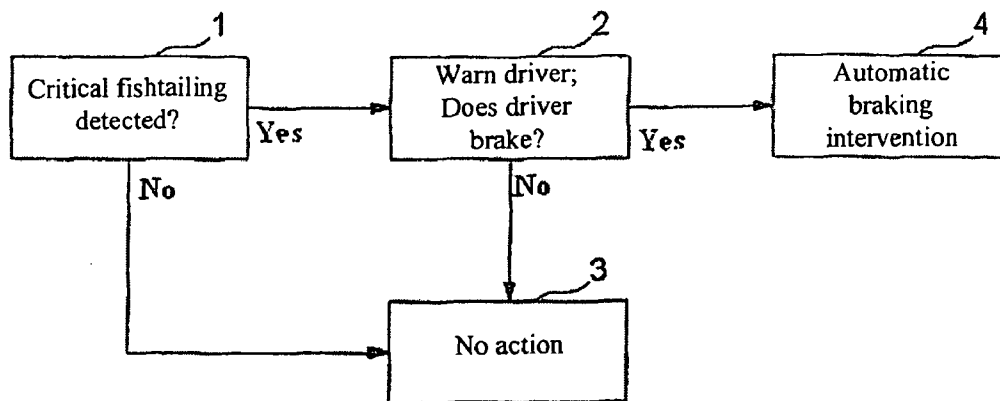 1
Critical fishtailing
detected?
Yes
No
2
Warn driver;
Does driver
brake?
Yes
No
4
Automatic
braking
intervention
3
No action